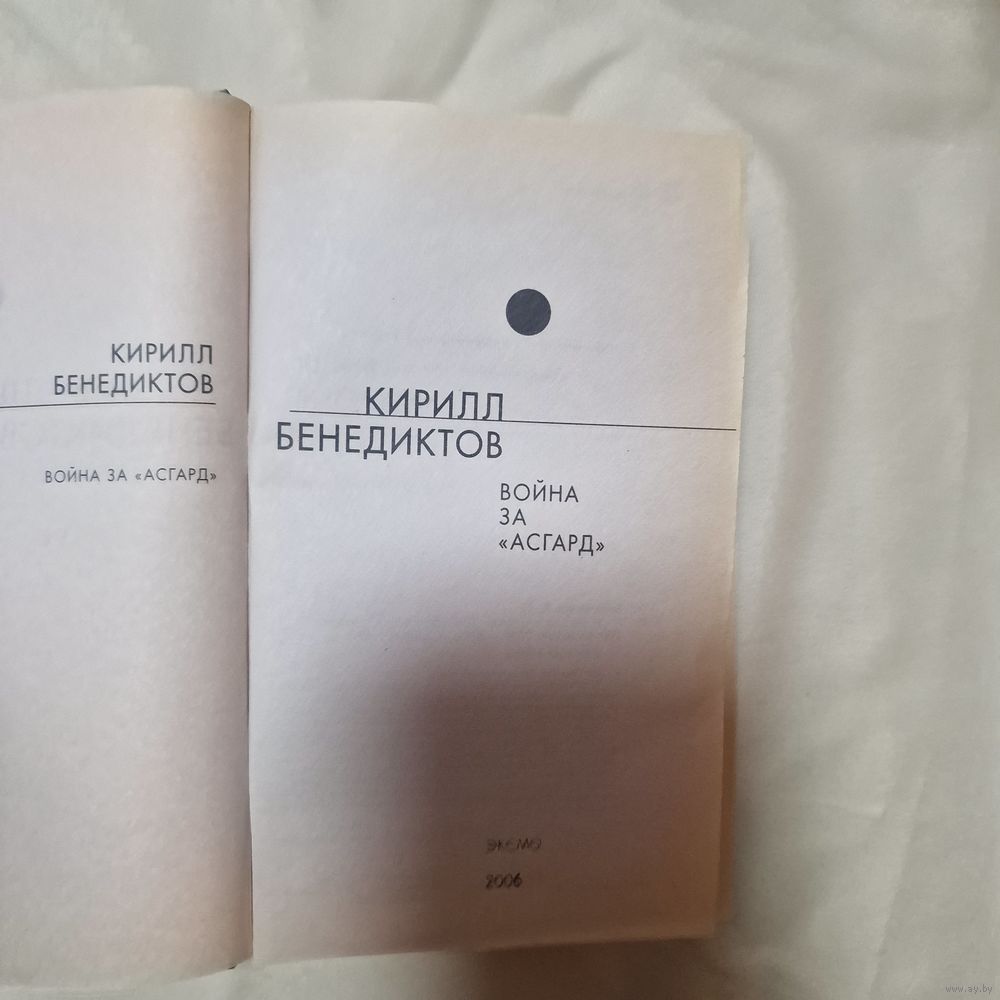 КИРИЛЛ
БЕНЕДИКТОВ
ВОЙНА ЗА «АСГАРД»
КИРИЛЛ
БЕНЕДИКТОВ
ВОЙНА
ЗА
«АСГАРД»
ЭКСМО
2006
www.ay.by